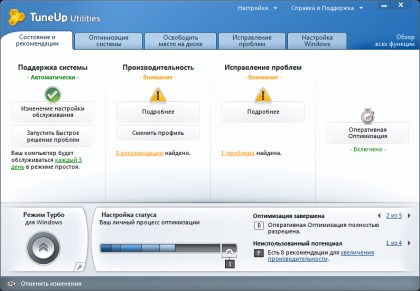 TuneUp Utilities
Настройки
Справка и Поддержка
Состояние и
рекомендации
Оптимизация
системы
Освободить
место на диске
Исправление
проблем
Настройка
Windows
Обзор
всех функции
Поддержка системы
- Автоматически -
Изменение настройки
обслуживания
Запустить Быстрое
решение проблем
Ваш компьютер будет
обслуживаться каждый 3
день в режиме простоя.
Производительность
- Внимание -
Подробнее
Сменить профиль
8 рекомендации найдено.
Исправление проблем
- Внимание -
Подробнее
1 проблема найдена.
Оперативная
Оптимизация
- Включено -
Режим Турбо
для Windows
Настройка статуса
Ваш личный процесс оптимизации
Оптимизация завершена
2 из 5
Оперативная Оптимизация полностью
разрешена.
Неиспользованный потенциал
1 из 4
Есть 8 рекомендации для увеличения
производительности.
Отменить изменения